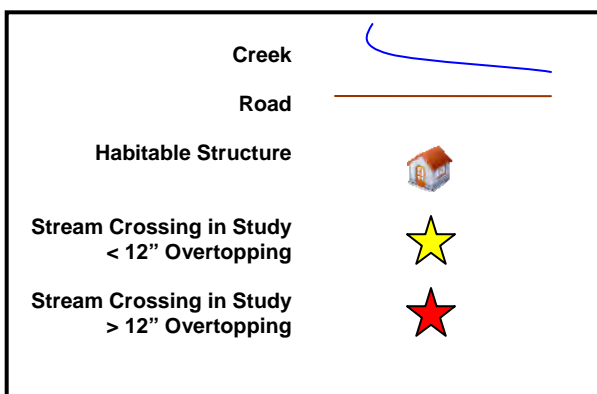 Creek
Road
Habitable Structure
Stream Crossing in Study
< 12” Overtopping
Stream Crossing in Study
> 12” Overtopping